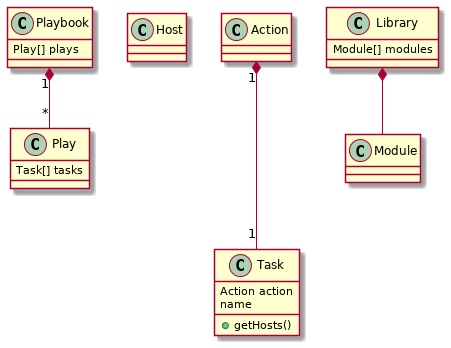 C Playbook
Play[] plays
1
*
C Play
Task[] tasks
C Host
C Action
1
1
C Task
Action action
name
getHosts()
C Library
Module[] modules
C Module